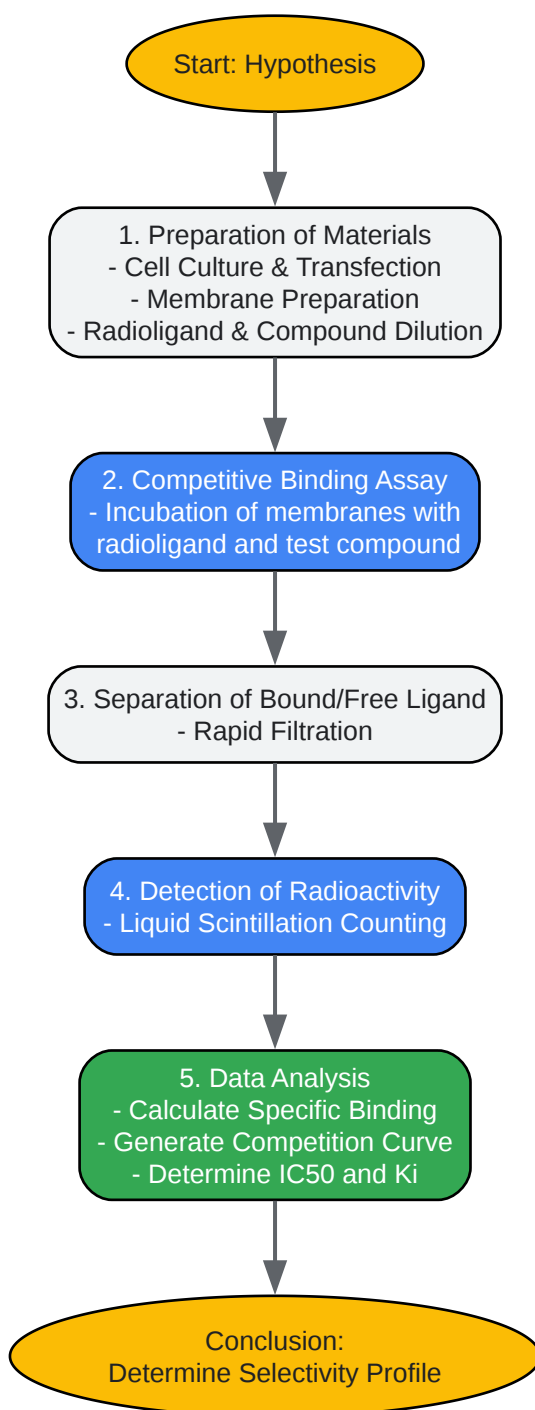 Start: Hypothesis
1. Preparation of Materials
- Cell Culture & Transfection
- Membrane Preparation
- Radioligand & Compound Dilution
2. Competitive Binding Assay
- Incubation of membranes with
radioligand and test compound
3. Separation of Bound/Free Ligand
- Rapid Filtration
4. Detection of Radioactivity
- Liquid Scintillation Counting
5. Data Analysis
- Calculate Specific Binding
- Generate Competition Curve
- Determine IC50 and Ki
Conclusion:
Determine Selectivity Profile